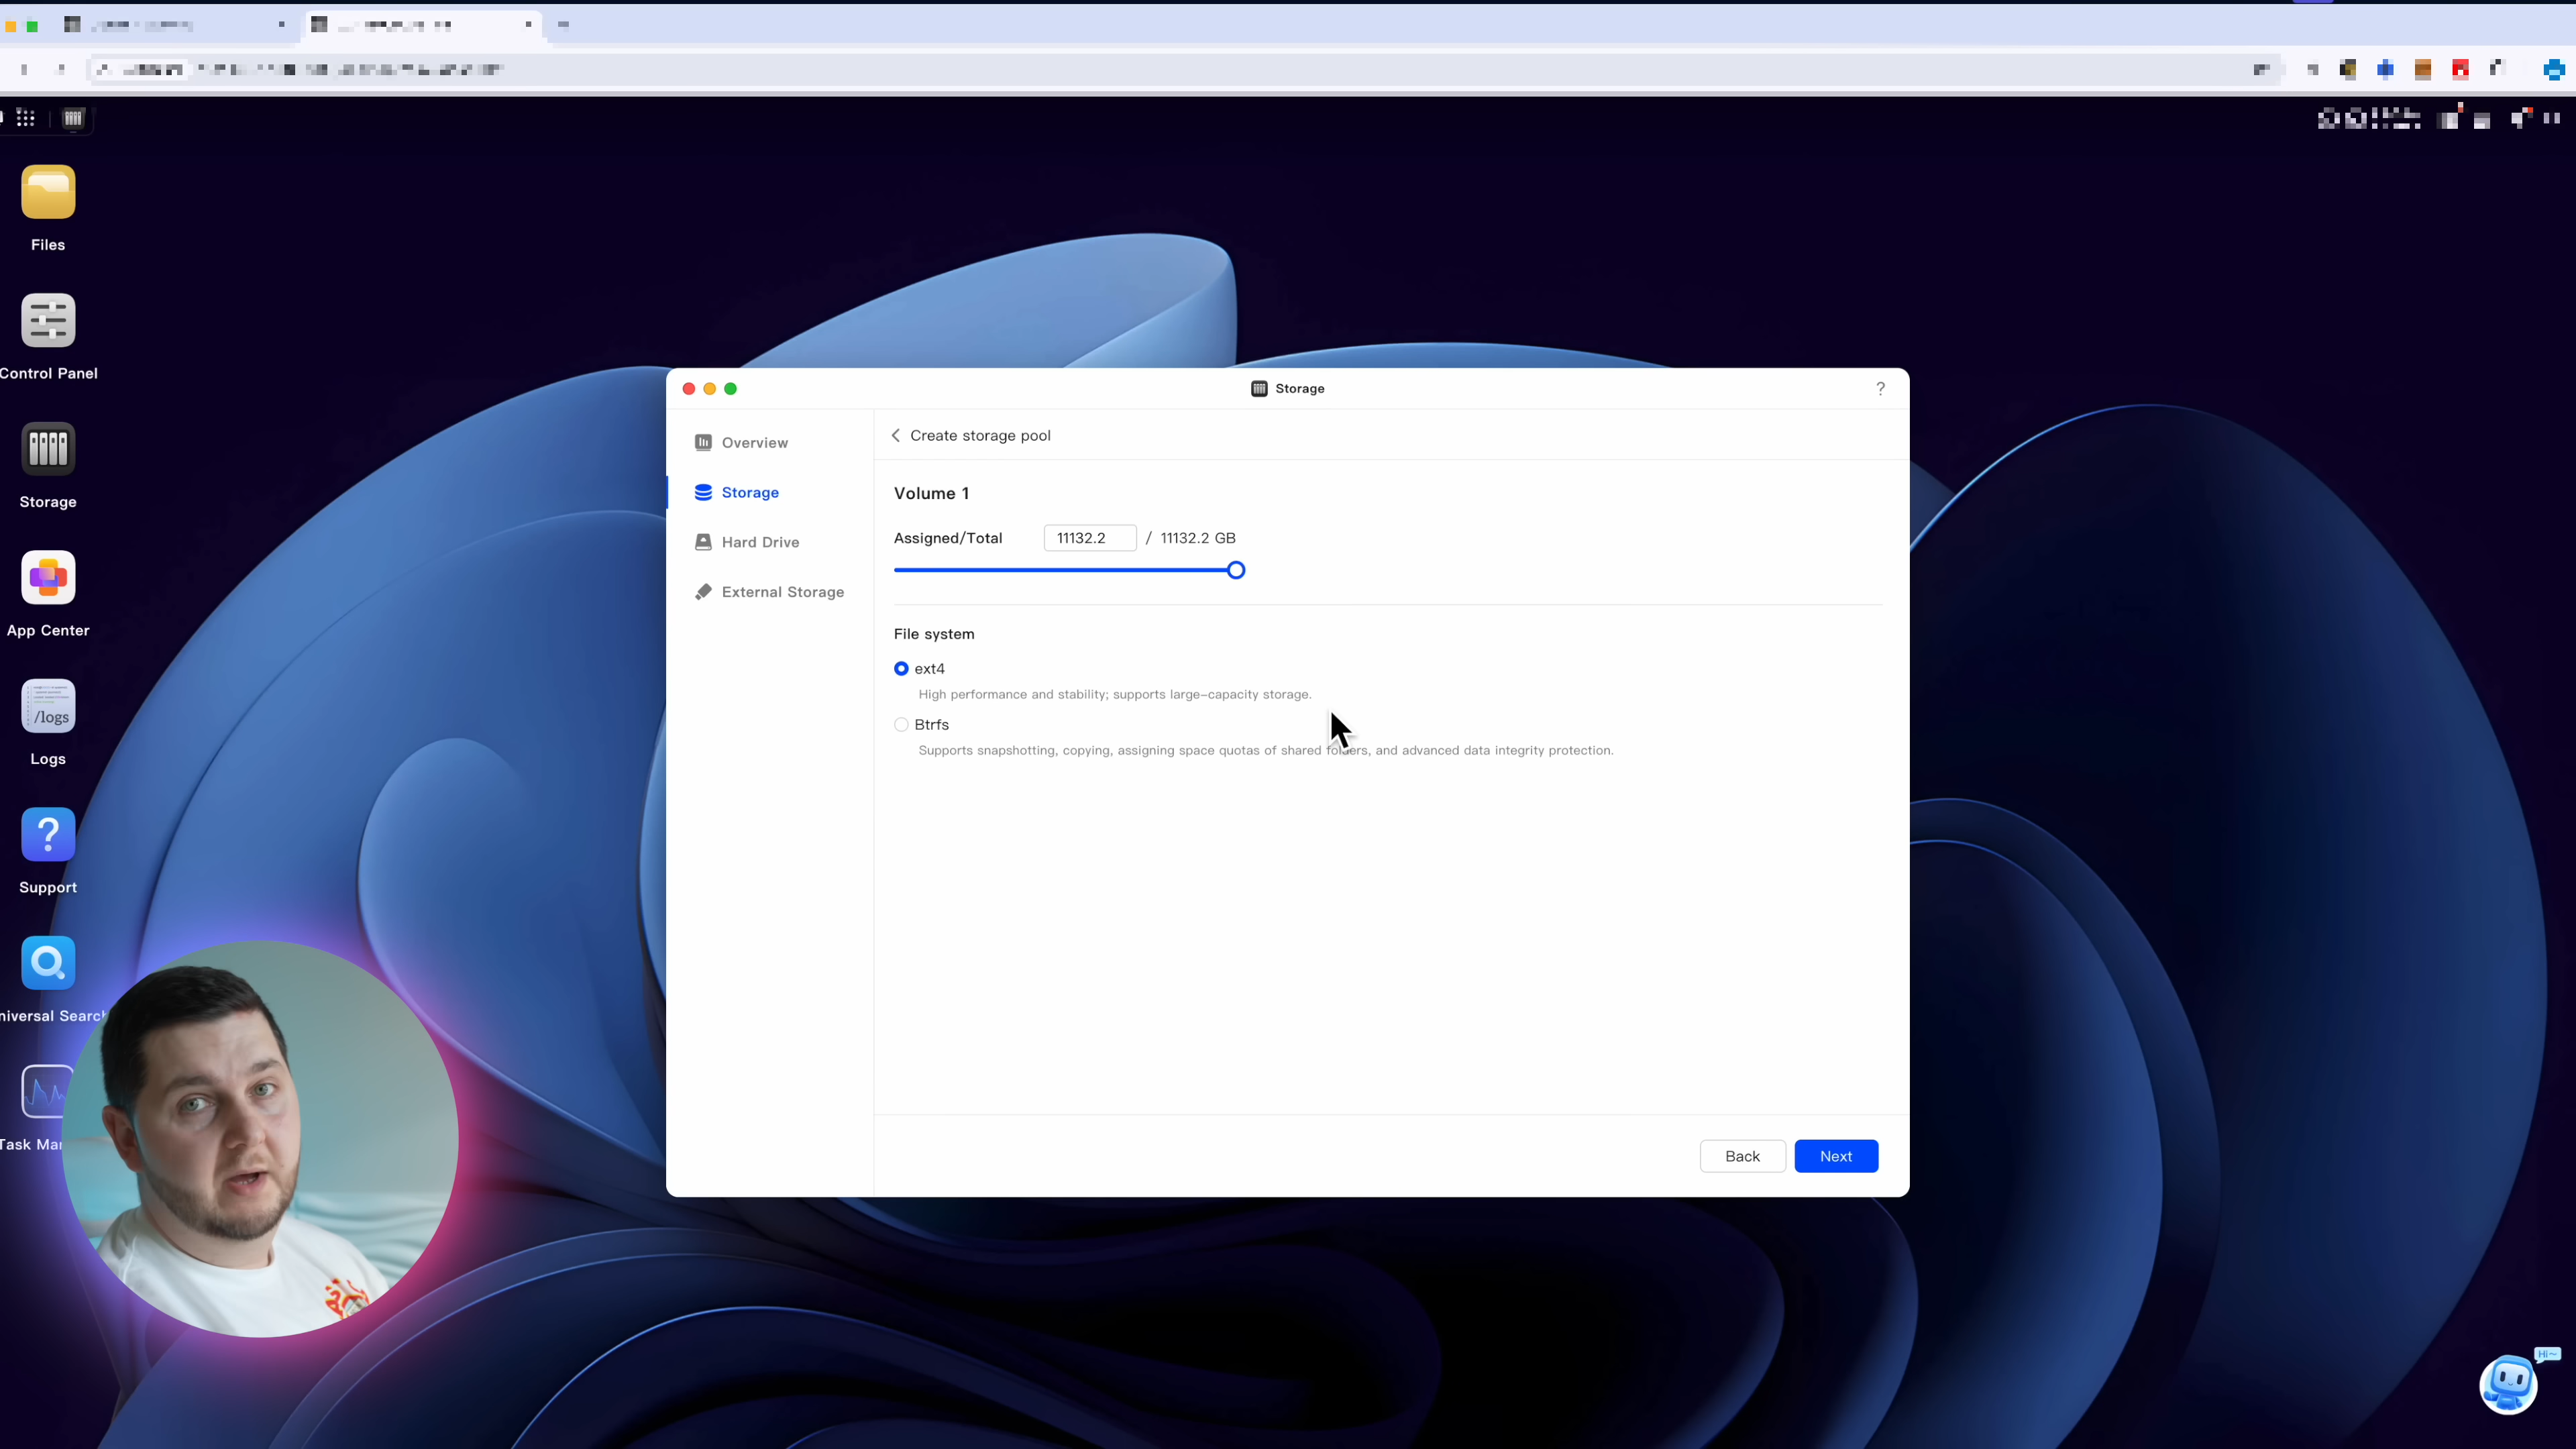 Files
Control Panel
Storage
App Center
/logs
Logs
Support
niversal Search
Task Ma
Storage
?
Overview
Storage
Hard Drive
External Storage
Create storage pool
Volume 1
Assigned/Total 11132.2 / 11132.2 GB
File system
ext4
High performance and stability; supports large-capacity storage.
Btrfs
Supports snapshotting, copying, assigning space quotas of shared folders, and advanced data integrity protection.
Back
Next
Hi~